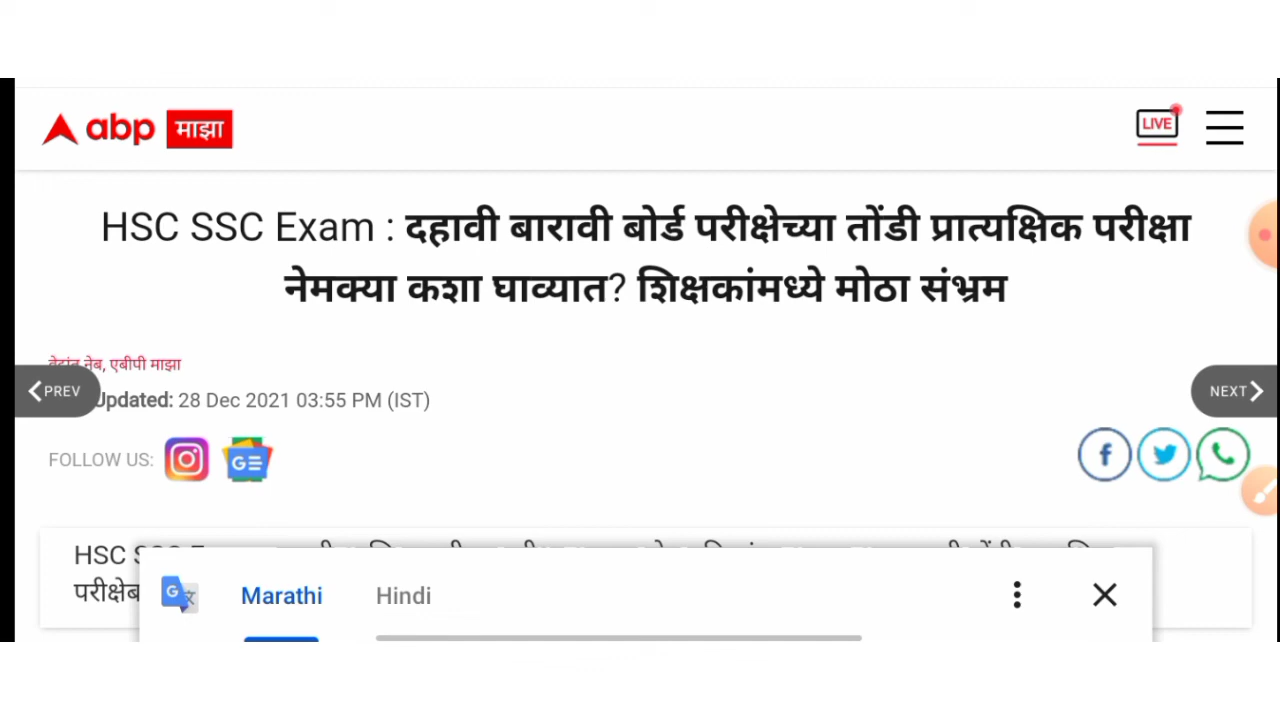 abp माझा
LIVE
HSC SSC Exam : दहावी बारावी बोर्ड परीक्षेच्या तोंडी प्रात्यक्षिक परीक्षा
नेमक्या कशा घाव्यात? शिक्षकांमध्ये मोठा संभ्रम
नेब, एबीपी माझा
PREV
Updated: 28 Dec 2021 03:55 PM (IST)
NEXT
FOLLOW US:
HSC
Marathi Hindi